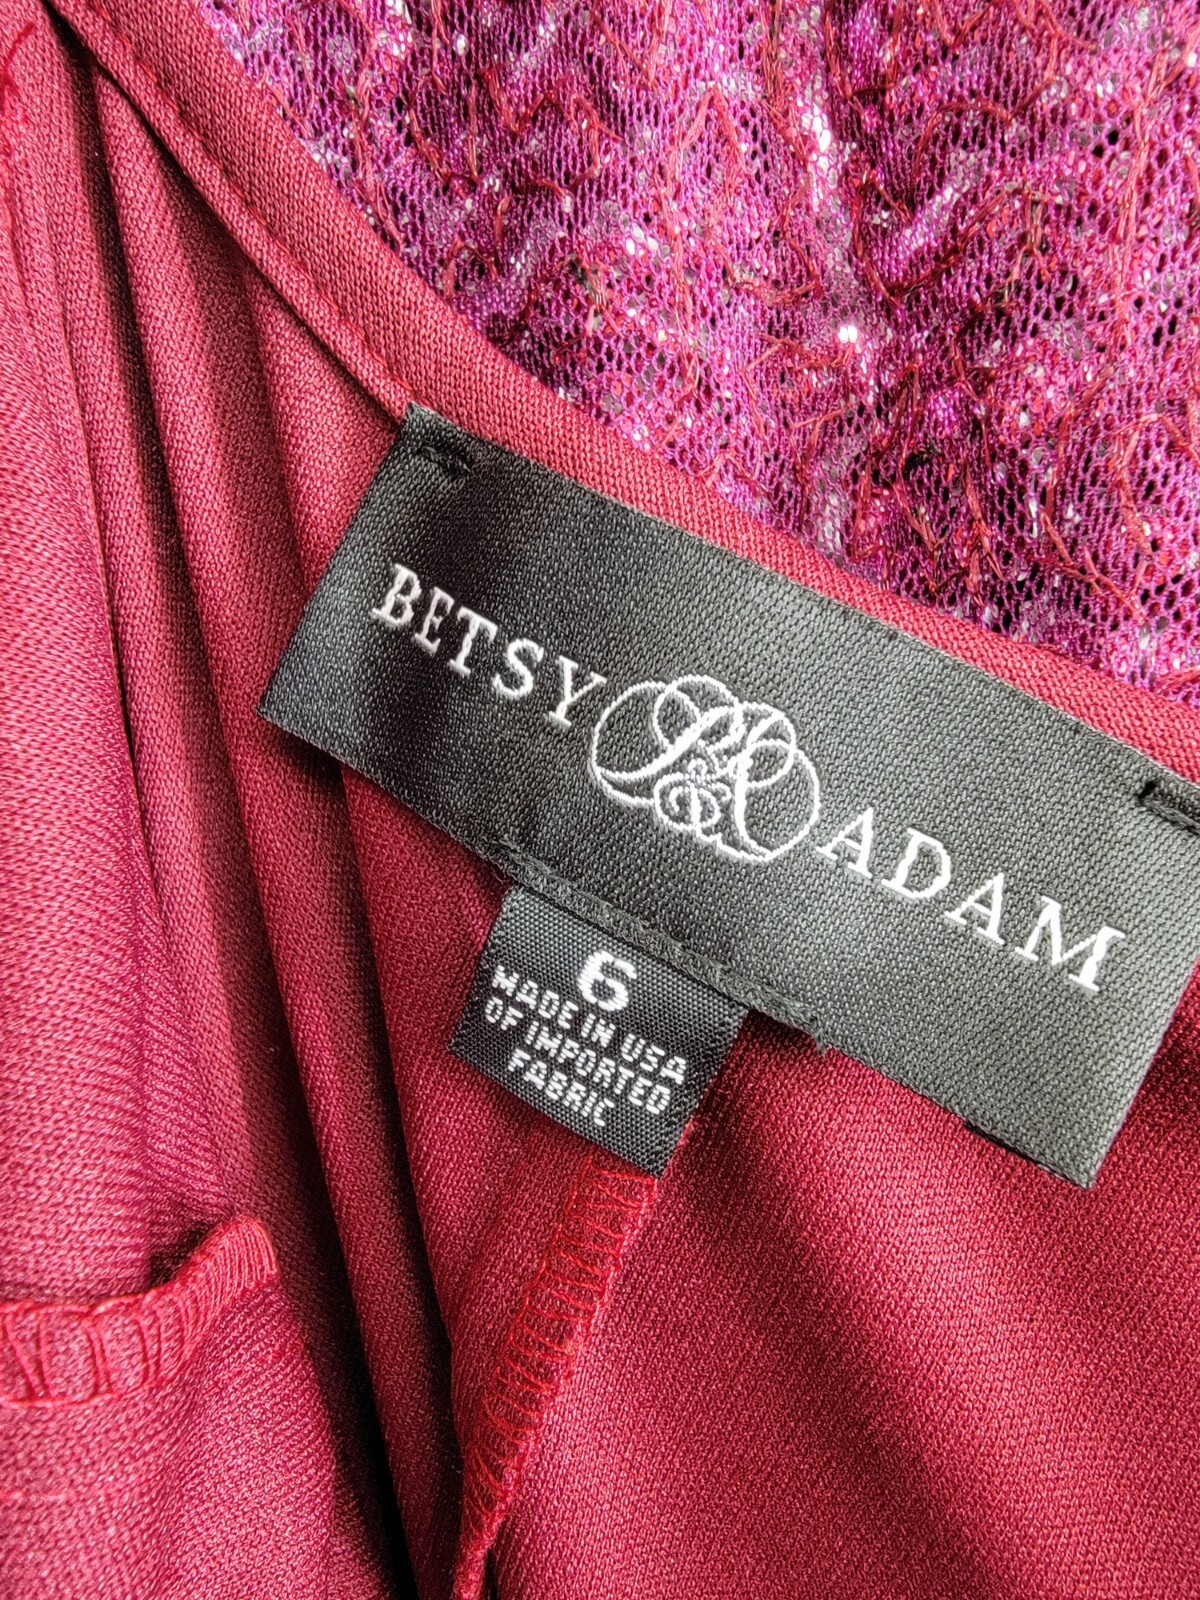 BETSY ADAM
6
MADE IN USA
OF IMPORTED
FABRIC